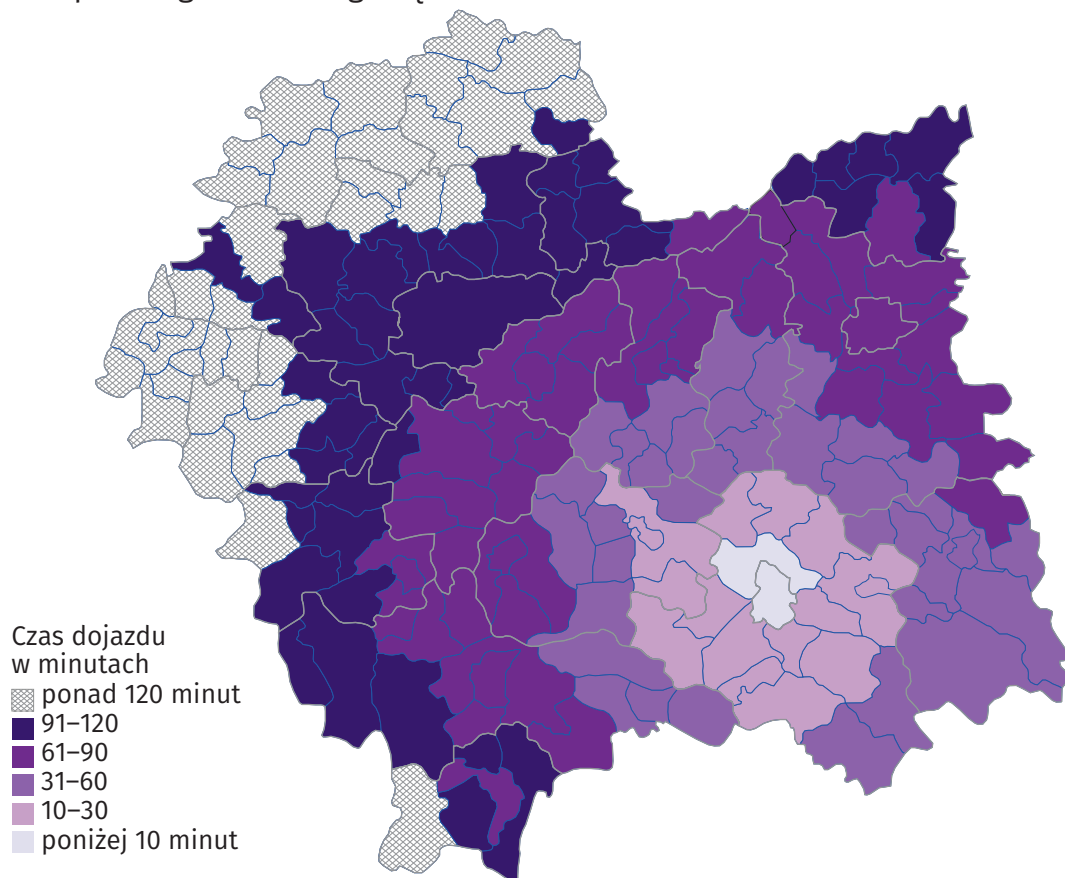 Czas dojazdu
w minutach
ponad 120 minut
91–120
61–90
31–60
10–30
poniżej 10 minut